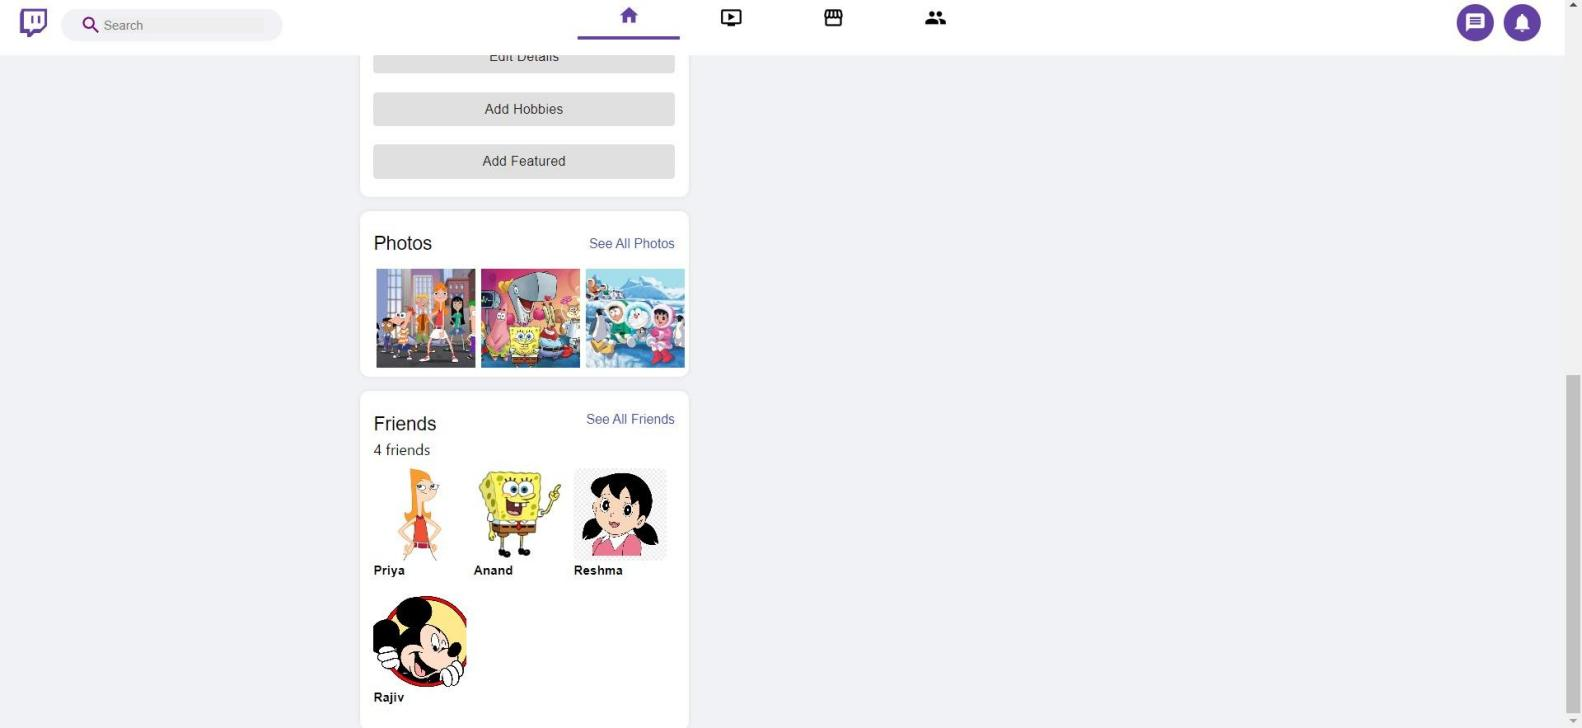 Search
Edit Details
Add Hobbies
Add Featured
Photos
See All Photos
Friends
See All Friends
4 friends
Priya
Anand
Reshma
Rajiv